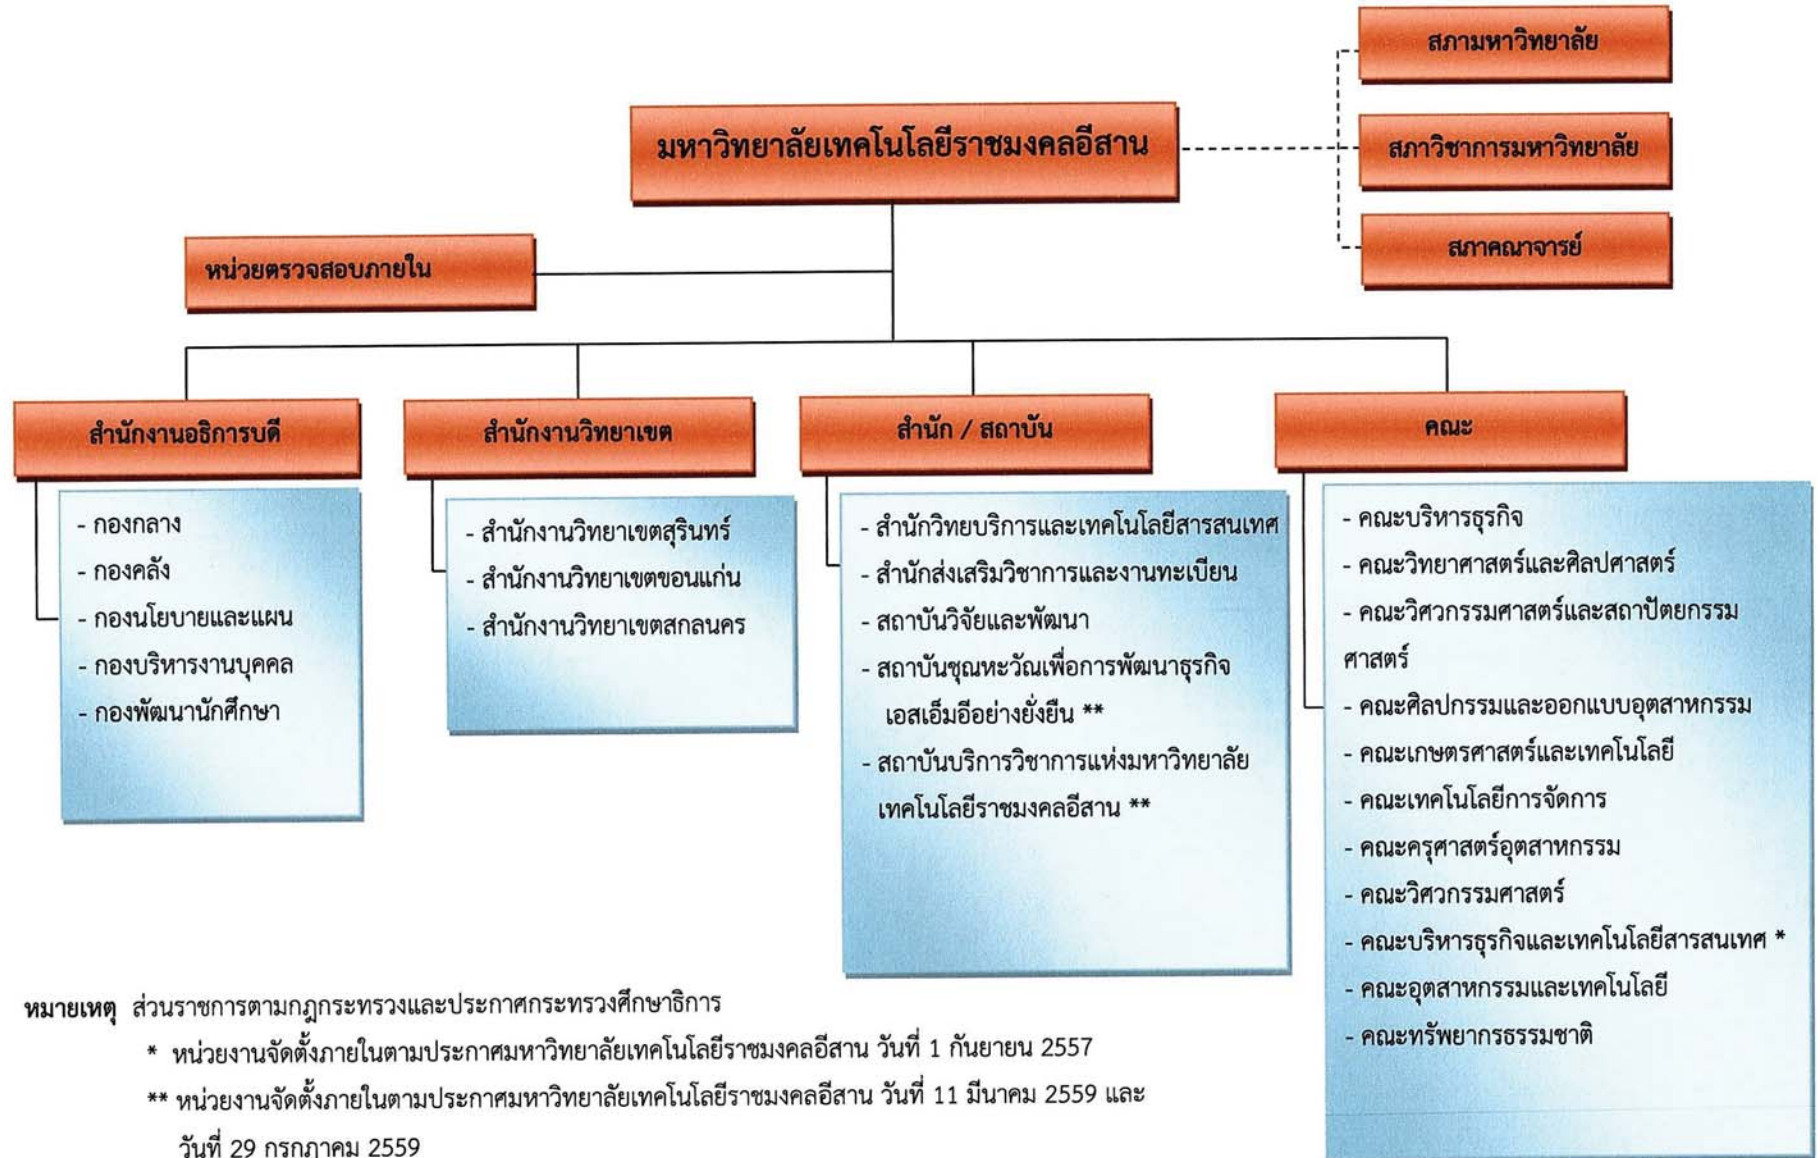 สภามหาวิทยาลัย
มหาวิทยาลัยเทคโนโลยีราชมงคลอีสาน
สภาวิชาการมหาวิทยาลัย
สภาคณาจารย์
หน่วยตรวจสอบภายใน
สำนักงานอธิการบดี
- กองกลาง
- กองคลัง
- กองนโยบายและแผน
- กองบริหารงานบุคคล
- กองพัฒนานักศึกษา
สำนักงานวิทยาเขต
- สำนักงานวิทยาเขตสุรินทร์
- สำนักงานวิทยาเขตขอนแก่น
- สำนักงานวิทยาเขตสกลนคร
สำนัก / สถาบัน
- สำนักวิทยบริการและเทคโนโลยีสารสนเทศ
- สำนักส่งเสริมวิชาการและงานทะเบียน
- สถาบันวิจัยและพัฒนา
- สถาบันชุณหะวัณเพื่อการพัฒนาธุรกิจ
เอสเอ็มอีอย่างยั่งยืน **
- สถาบันบริการวิชาการแห่งมหาวิทยาลัย
เทคโนโลยีราชมงคลอีสาน **
คณะ
- คณะบริหารธุรกิจ
- คณะวิทยาศาสตร์และศิลปศาสตร์
- คณะวิศวกรรมศาสตร์และสถาปัตยกรรม
ศาสตร์
- คณะศิลปกรรมและออกแบบอุตสาหกรรม
- คณะเกษตรศาสตร์และเทคโนโลยี
- คณะเทคโนโลยีการจัดการ
- คณะครุศาสตร์อุตสาหกรรม
- คณะวิศวกรรมศาสตร์
- คณะบริหารธุรกิจและเทคโนโลยีสารสนเทศ *
- คณะอุตสาหกรรมและเทคโนโลยี
- คณะทรัพยากรธรรมชาติ
หมายเหตุ ส่วนราชการตามกฎกระทรวงและประกาศกระทรวงศึกษาธิการ
* หน่วยงานจัดตั้งภายในตามประกาศมหาวิทยาลัยเทคโนโลยีราชมงคลอีสาน วันที่ 1 กันยายน 2557
** หน่วยงานจัดตั้งภายในตามประกาศมหาวิทยาลัยเทคโนโลยีราชมงคลอีสาน วันที่ 11 มีนาคม 2559 และ
วันที่ 29 กรกฎาคม 2559